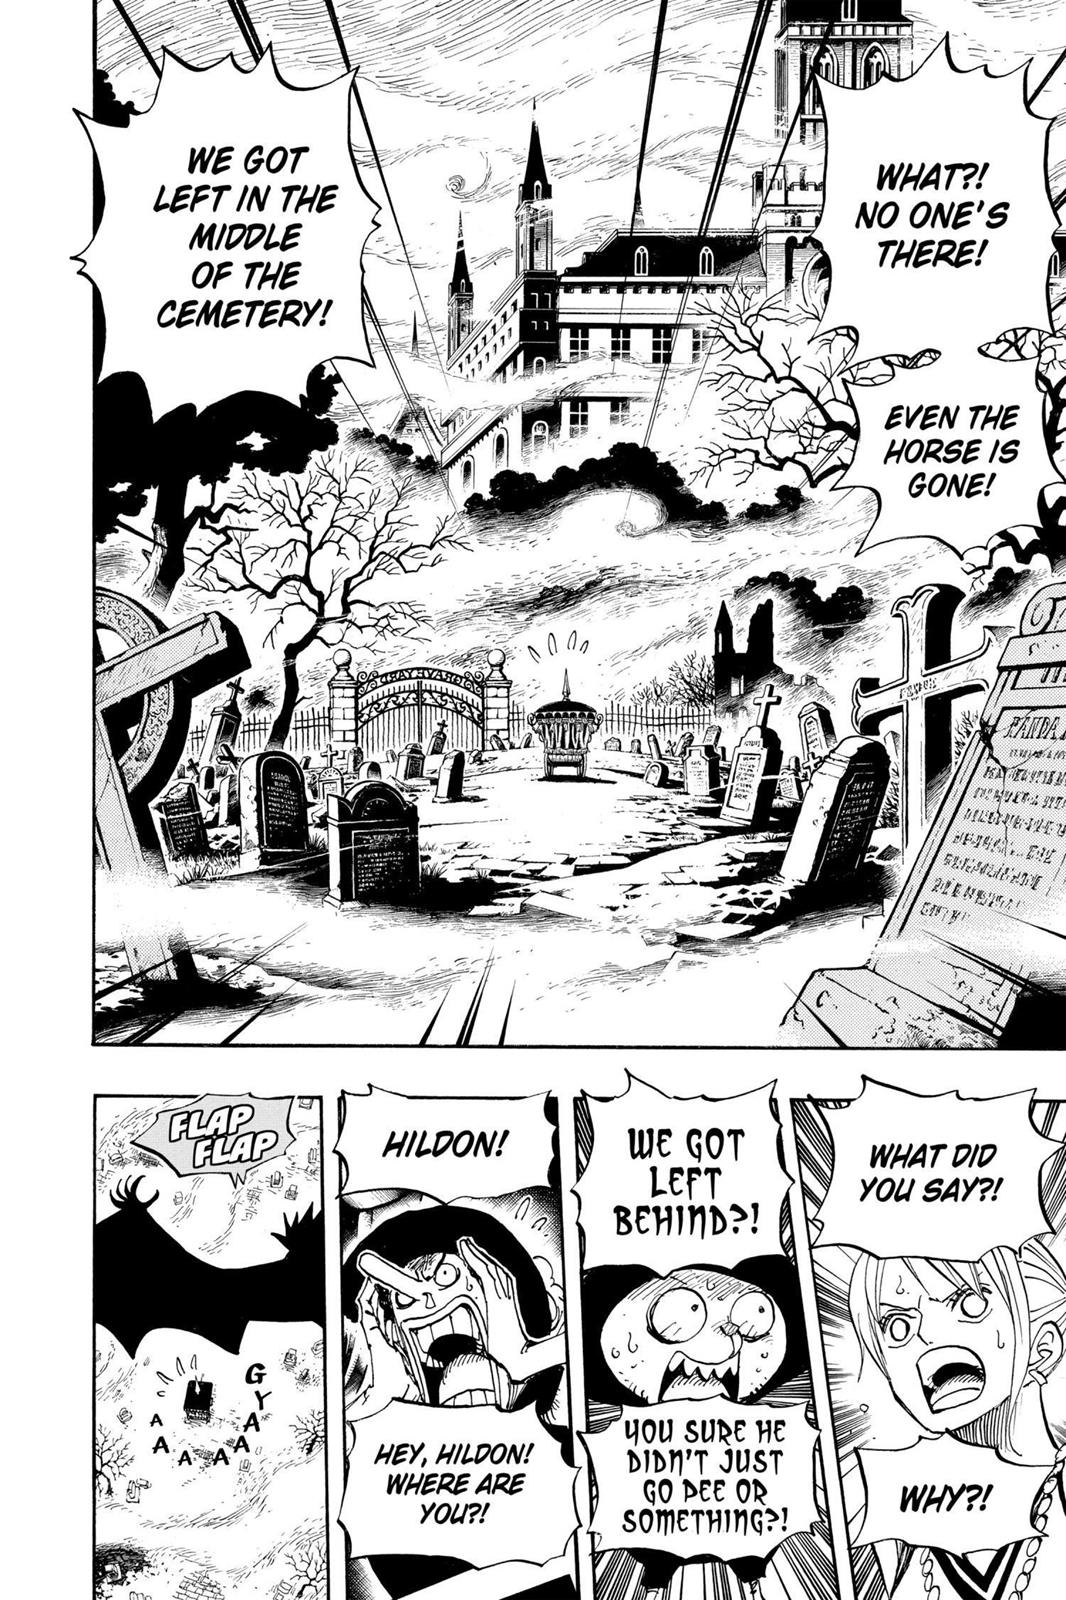 WHAT?!
NO ONE'S
THERE!
EVEN THE
HORSE IS
GONE!
WE GOT
LEFT IN THE
MIDDLE
OF THE
CEMETERY!
WHAT DID
YOU SAY?!
WHY?!
WE GOT
LEFT
BEHIND?!
YOU SURE HE
DIDN'T JUST
GO PEE OR
SOMETHING?!
HILDON!
HEY, HILDON!
WHERE ARE
YOU?!
FLAP
FLAP
GYAAAAAAA